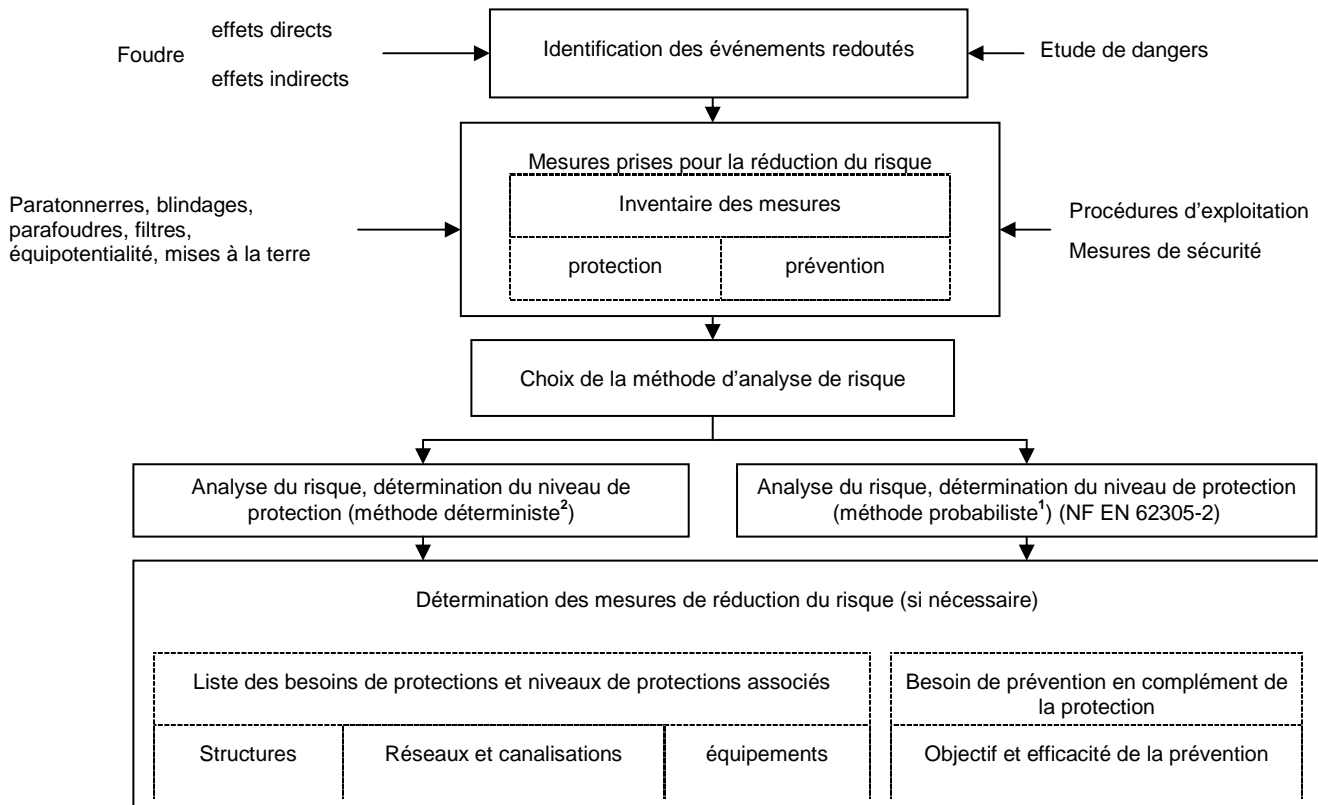 effets directs
Foudre
effets indirects
Identification des événements redoutés
Etude de dangers
Mesures prises pour la réduction du risque
Inventaire des mesures
protection
prévention
Paratonnerres, blindages,
parafoudres, filtres,
équipotentialité, mises à la terre
Procédures d’exploitation
Mesures de sécurité
Choix de la méthode d’analyse de risque
Analyse du risque, détermination du niveau de
protection (méthode déterministe²)
Analyse du risque, détermination du niveau de protection
(méthode probabiliste¹) (NF EN 62305-2)
Détermination des mesures de réduction du risque (si nécessaire)
Liste des besoins de protections et niveaux de protections associés
Structures
Réseaux et canalisations
équipements
Besoin de prévention en complément de
la protection
Objectif et efficacité de la prévention